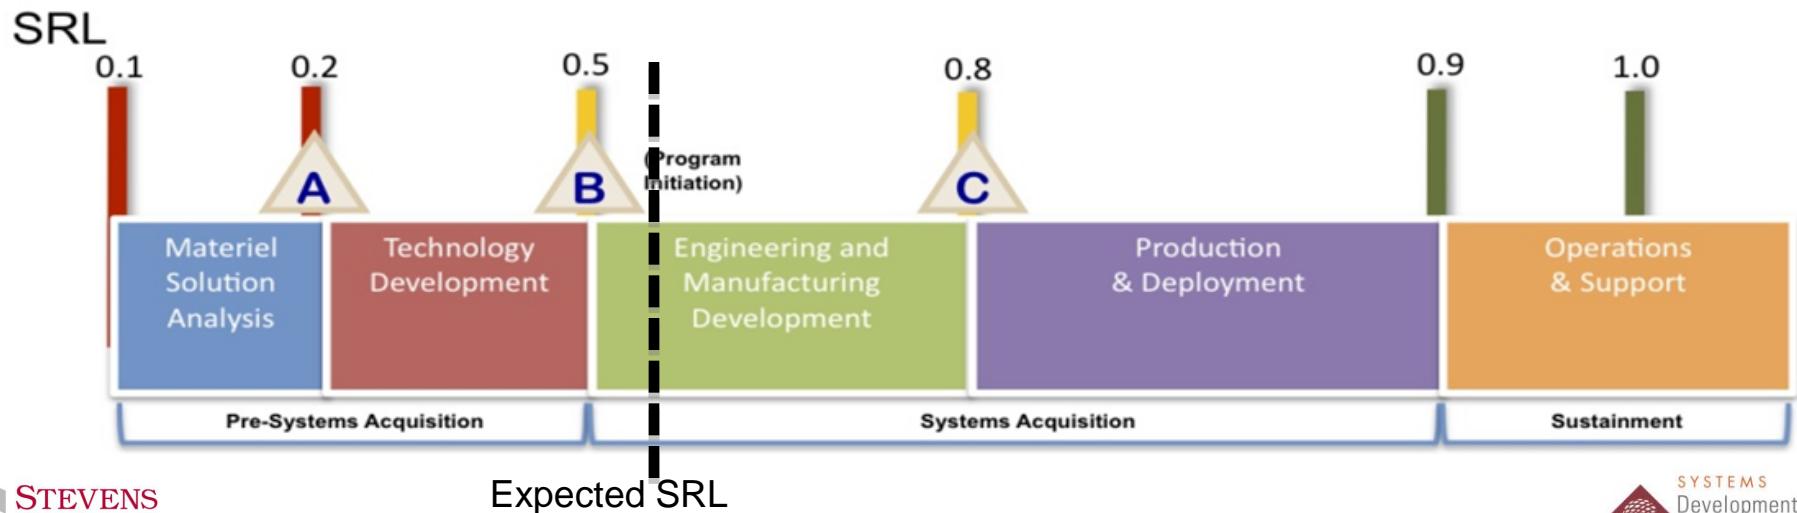 SRL
0.1 0.2 0.5 0.8 0.9 1.0
A B C
(Program
Initiation)
Materiel
Solution
Analysis
Technology
Development
Engineering and
Manufacturing
Development
Production
& Deployment
Operations
& Support
Pre-Systems Acquisition
Systems Acquisition
Sustainment
Expected SRL
STEVENS
SYSTEMS
Development